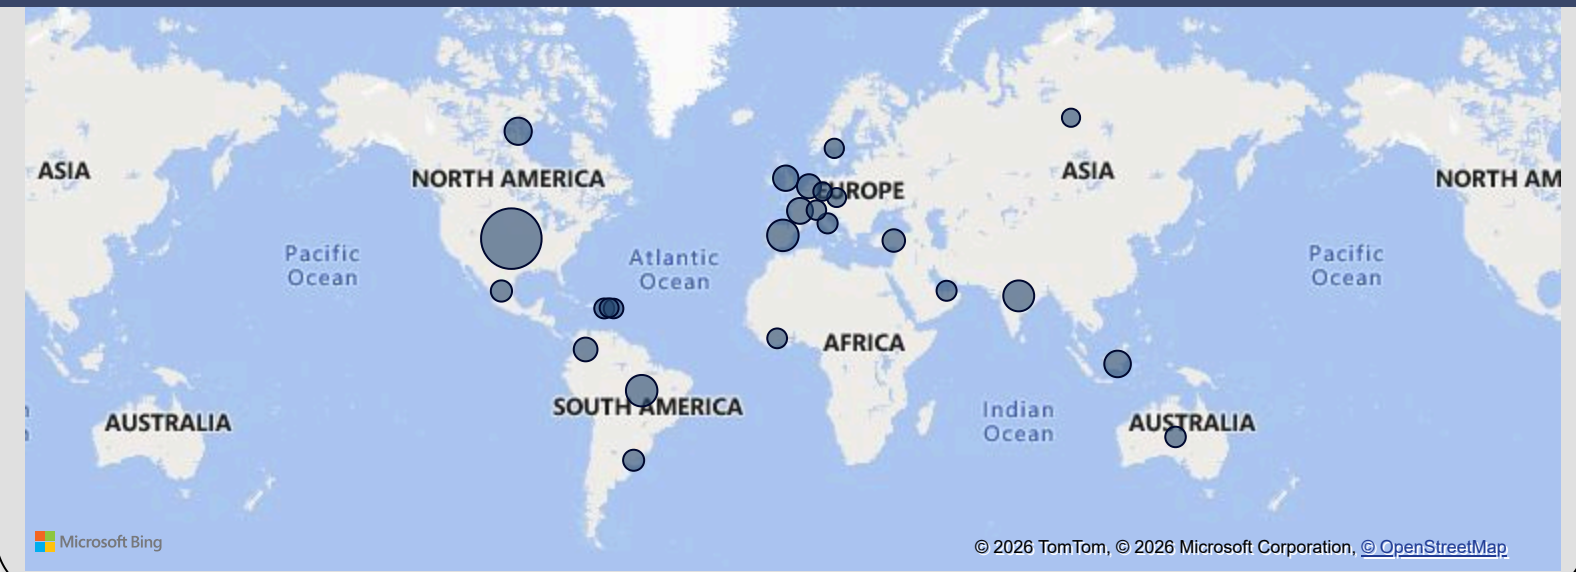 ASIA
NORTH AMERICA
EUROPE
ASIA
NORTH AM
Pacific
Ocean
Atlantic
Ocean
Pacific
Ocean
AFRICA
SOUTH AMERICA
AUSTRALIA
Indian
Ocean
AUSTRALIA
Microsoft Bing
© 2026 TomTom, © 2026 Microsoft Corporation, © OpenStreetMap